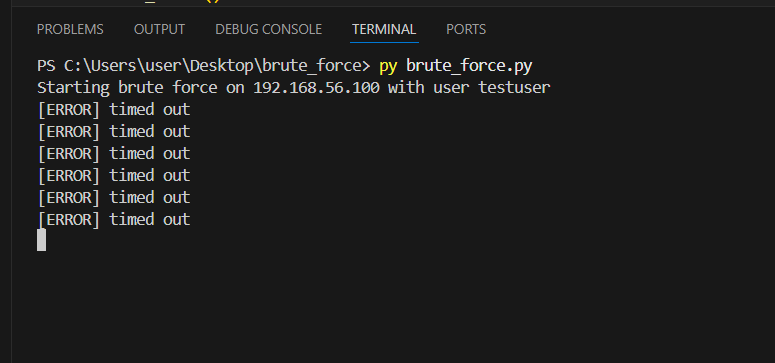 PROBLEMS OUTPUT DEBUG CONSOLE TERMINAL PORTS
PS C:\Users\user\Desktop\brute_force> py brute_force.py
Starting brute force on 192.168.56.100 with user testuser
[ERROR] timed out
[ERROR] timed out
[ERROR] timed out
[ERROR] timed out
[ERROR] timed out
[ERROR] timed out